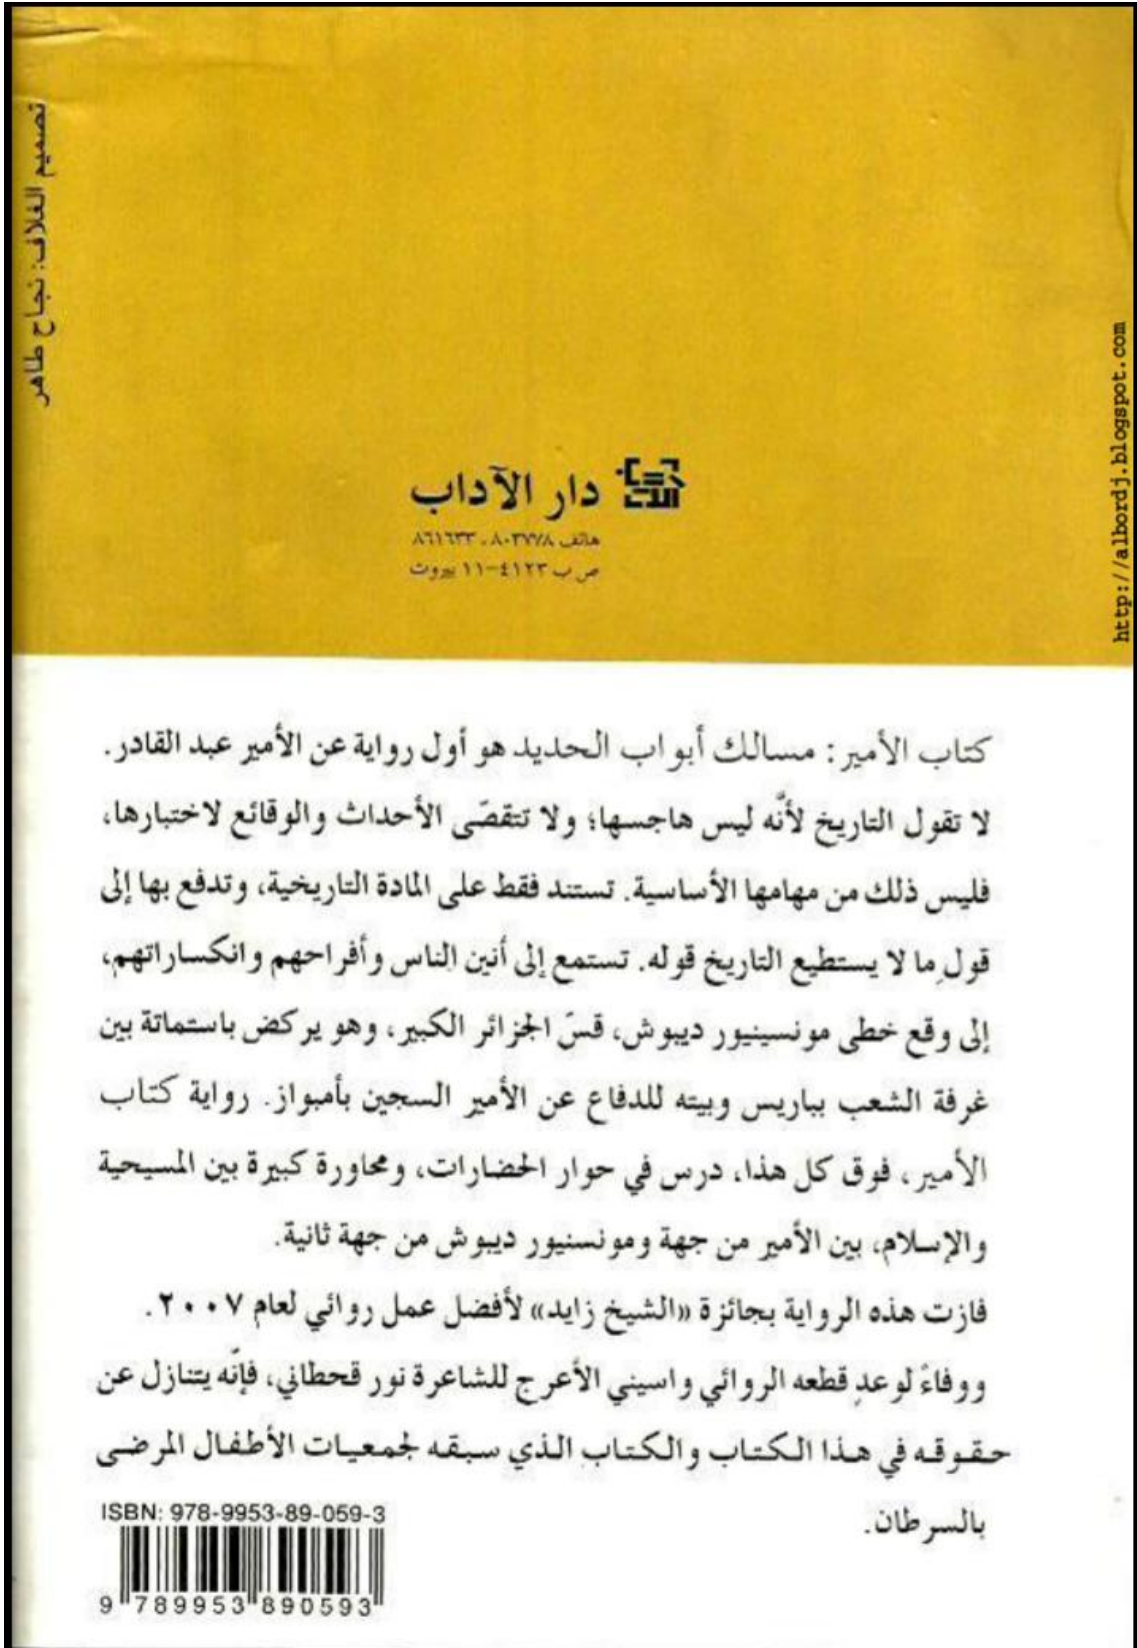 تصميم الغلاف: نجاح طاهر
http://albordj.blogspot.com
دار الآداب
هاتف ٨٠٣٧٧٨ - ٨٦١٦٣٣
ص ب ٤١٢٣-١١ بيروت
كتاب الأمير: مسالك أبواب الحديد هو أول رواية عن الأمير عبد القادر.
لا تقول التاريخ لأنَّه ليس هاجسها؛ ولا تتقصّى الأحداث والوقائع لاختبارها،
فليس ذلك من مهامها الأساسية. تستند فقط على المادة التاريخية، وتدفع بها إلى
قولِ ما لا يستطيع التاريخ قوله. تستمع إلى أنين الناس وأفراحهم وانكساراتهم،
إلى وقع خطى مونسينيور ديبوش، قسّ الجزائر الكبير، وهو يركض باستماتة بين
غرفة الشعب بباريس وبيته للدفاع عن الأمير السجين بأمبواز. رواية كتاب
الأمير، فوق كل هذا، درس في حوار الحضارات، ومحاورة كبيرة بين المسيحية
والإسلام، بين الأمير من جهة ومونسنيور ديبوش من جهة ثانية.
فازت هذه الرواية بجائزة «الشيخ زايد» لأفضل عمل روائي لعام ٢٠٠٧.
ووفاءً لوعدٍ قطعه الروائي واسيني الأعرج للشاعرة نور قحطاني، فإنّه يتنازل عن
حقوقه في هذا الكتاب والكتاب الذي سبقه لجمعيات الأطفال المرضى
بالسرطان.
ISBN: 978-9953-89-059-3
9 789953 890593